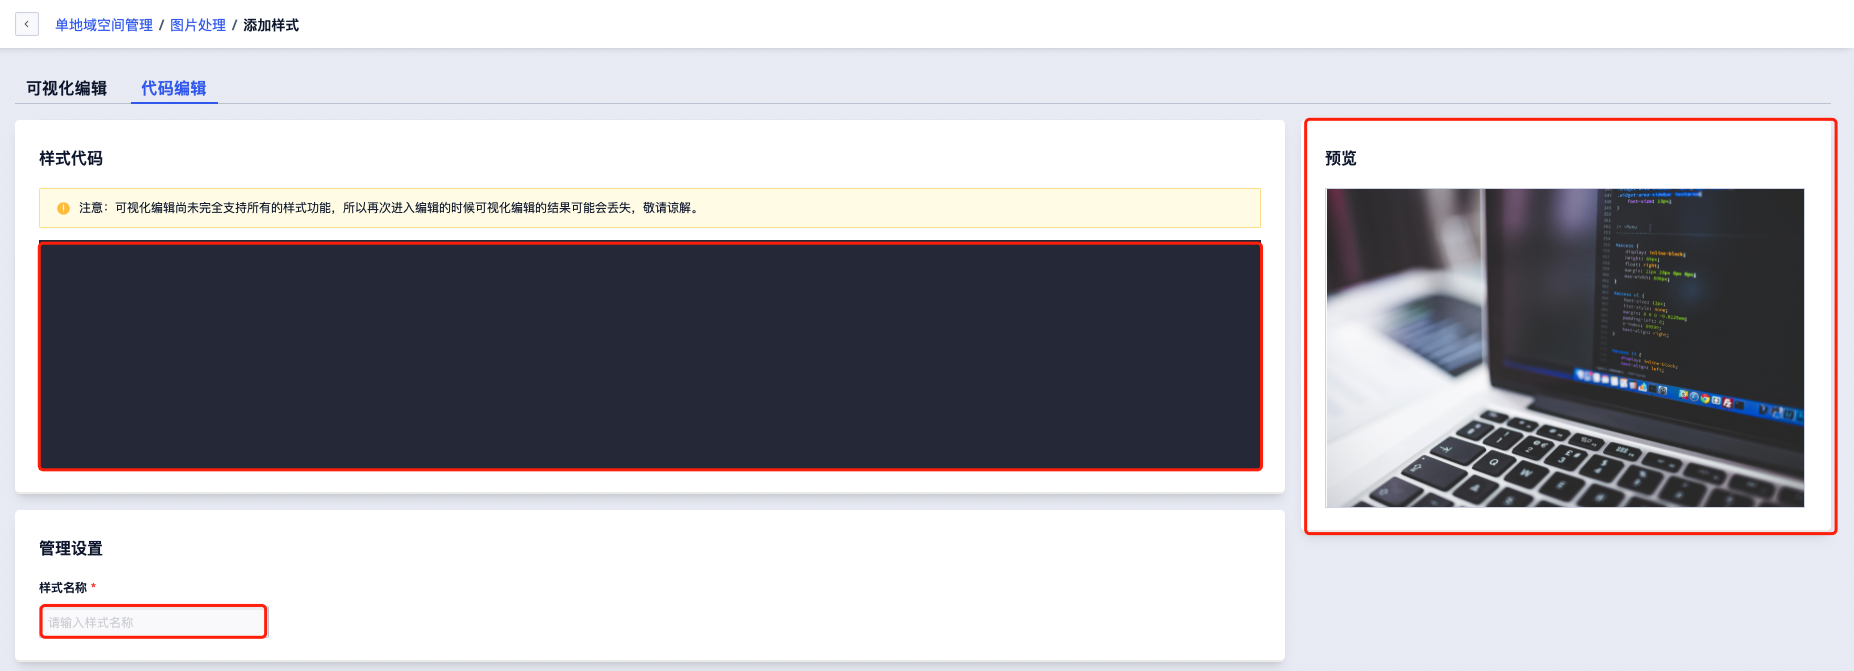 单地域空间管理 / 图片处理 / 添加样式
可视化编辑 代码编辑
样式代码
注意：可视化编辑尚未完全支持所有的样式功能，所以再次进入编辑的时候可视化编辑的结果可能会丢失，敬请谅解。
预览
管理设置
样式名称 *
请输入样式名称